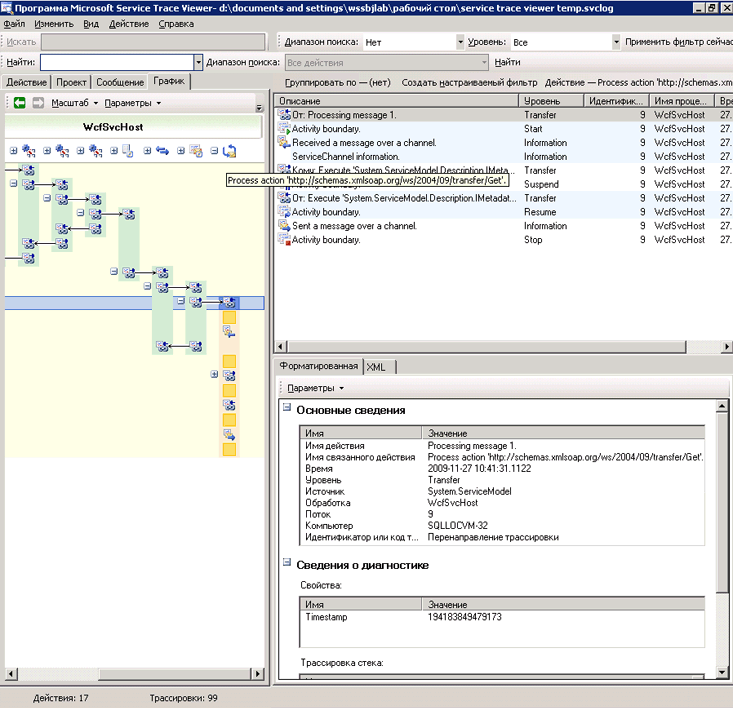 Программа Microsoft Service Trace Viewer- d:\documents and settings\wssbjlab\рабочий стол\service trace viewer temp.svclog
Файл Изменить Вид Действие Справка
Искать Диапазон поиска: Нет Уровень: Все Применить фильтр сейчас
Найти: Диапазон поиска: Все действия Найти
Действие Проект Сообщение График
Масштаб Параметры
WcfSvcHost
Process action 'http://schemas.xmlsoap.org/ws/2004/09/transfer/Get'.
Группировать по — (нет) Создать настраиваемый фильтр Действие — Process action 'http://schemas.
Описание Уровень Идентифик... Имя проце... Вре
От: Processing message 1. Transfer 9 WcfSvcHost 27.
Activity boundary. Start 9 WcfSvcHost 27.
Received a message over a channel. Information 9 WcfSvcHost 27.
ServiceChannel information. Information 9 WcfSvcHost 27.
Кому: Execute 'System.ServiceModel.Description.IMeta... Transfer 9 WcfSvcHost 27.
Suspend 9 WcfSvcHost 27.
От: Execute 'System.ServiceModel.Description.IMetadat... Transfer 9 WcfSvcHost 27.
Activity boundary. Resume 9 WcfSvcHost 27.
Sent a message over a channel. Information 9 WcfSvcHost 27.
Activity boundary. Stop 9 WcfSvcHost 27.
Форматированная XML
Параметры
Основные сведения
Имя Значение
Имя действия Processing message 1.
Имя связанного действия Process action 'http://schemas.xmlsoap.org/ws/2004/09/transfer/Get'.
Время 2009-11-27 10:41:31.1122
Уровень Transfer
Источник System.ServiceModel
Обработка WcfSvcHost
Поток 9
Компьютер SQLLOCVM-32
Идентификатор или код т... Перенаправление трассировки
Сведения о диагностике
Свойства:
Имя Значение
Timestamp 194183849479173
Трассировка стека:
Действия: 17 Трассировки: 99